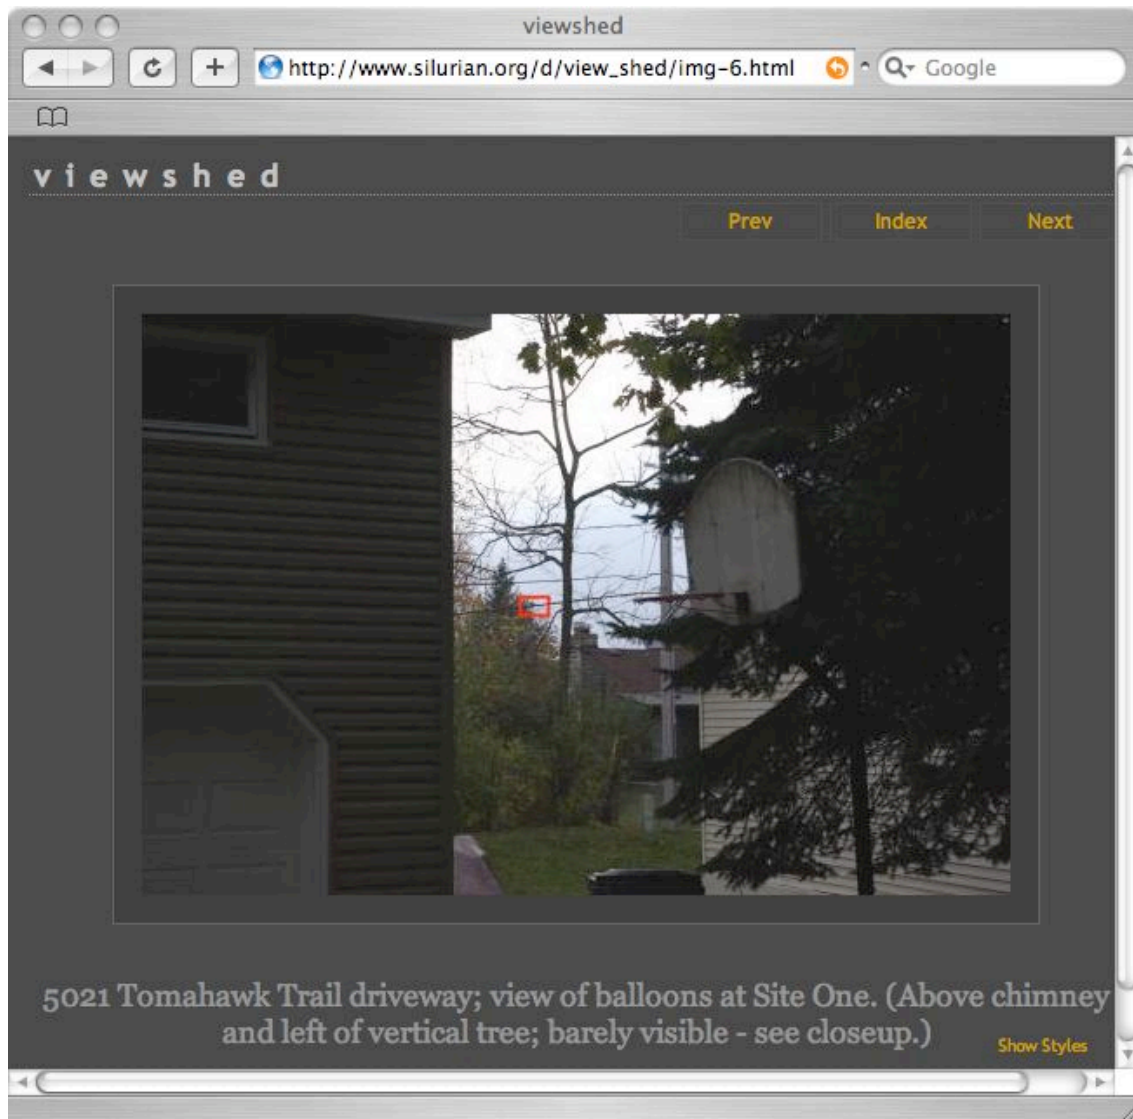 viewshed
http://www.silurian.org/d/view_shed/img-6.html
Google
viewshed
Prev Index Next
5021 Tomahawk Trail driveway; view of balloons at Site One. (Above chimney
and left of vertical tree; barely visible - see closeup.)
Show Styles